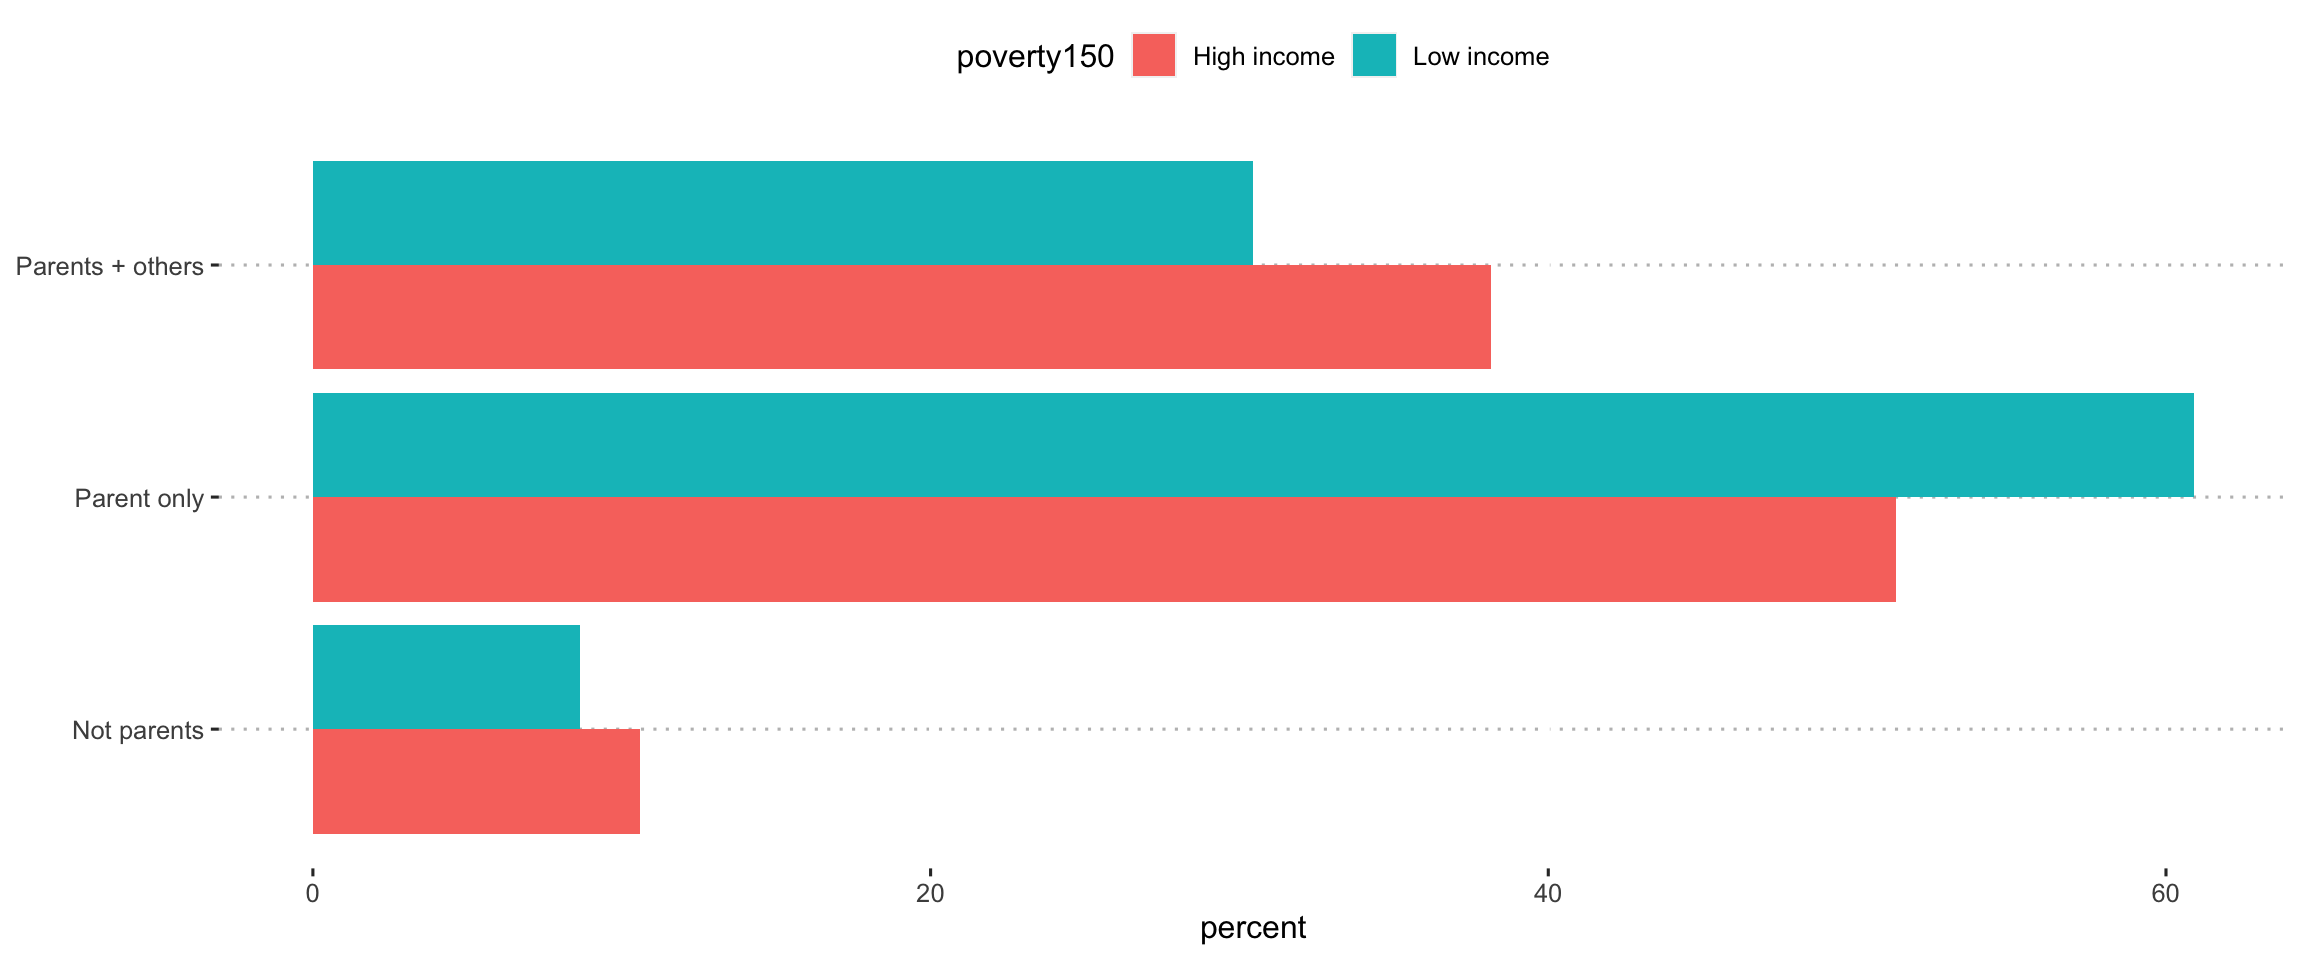 poverty150 High income Low income
Parents + others
Parent only
Not parents
0 20 40 60
percent